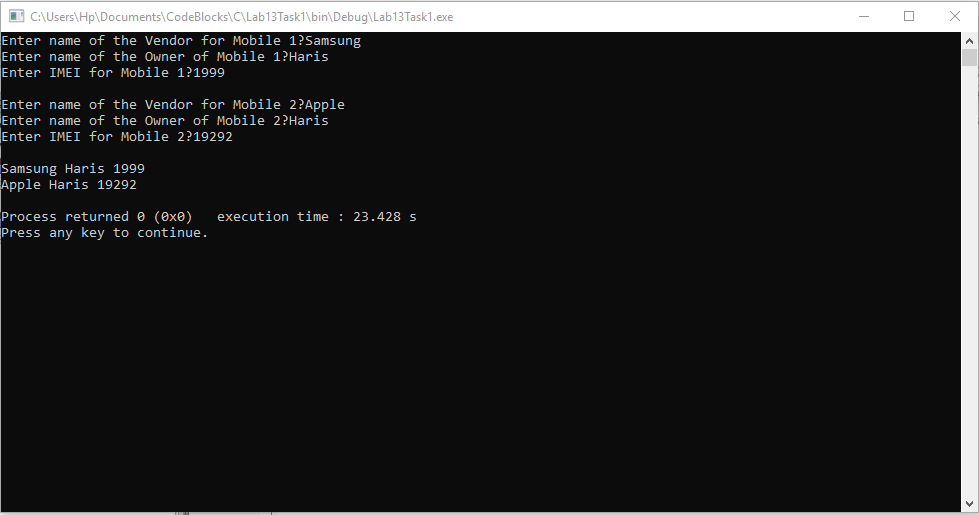 C:\Users\Hp\Documents\CodeBlocks\C\Lab13Task1\bin\Debug\Lab13Task1.exe
Enter name of the Vendor for Mobile 1?Samsung
Enter name of the Owner of Mobile 1?Haris
Enter IMEI for Mobile 1?1999
Enter name of the Vendor for Mobile 2?Apple
Enter name of the Owner of Mobile 2?Haris
Enter IMEI for Mobile 2?19292
Samsung Haris 1999
Apple Haris 19292
Process returned 0 (0x0)   execution time : 23.428 s
Press any key to continue.